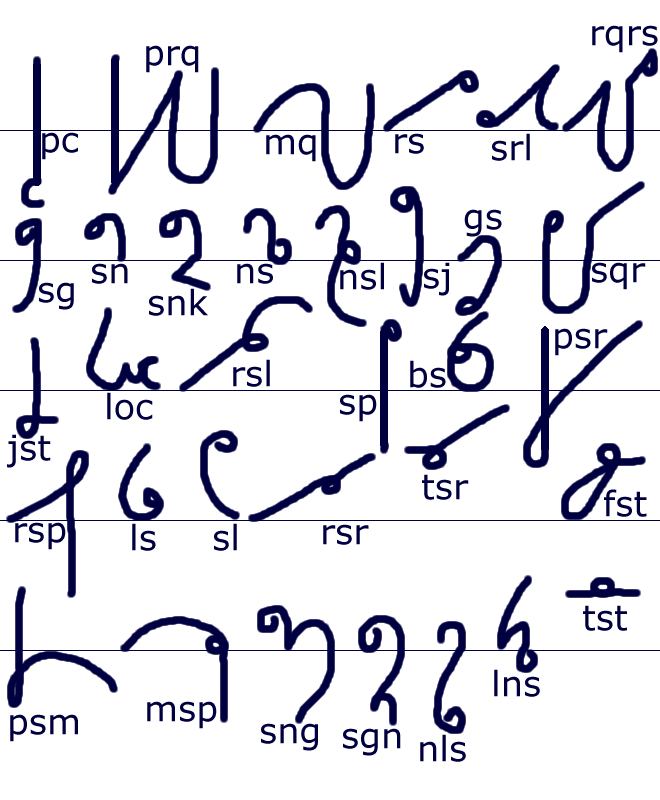 pc prq mq rs srl rqrs
sg sn snk ns nsl sj gs sqr
jst loc rsl sp bs psr
rsp ls sl rsr tsr fst
psm msp sng sgn nls lns tst